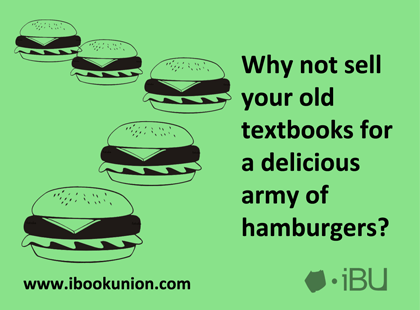 Why not sell
your old
textbooks for
a delicious
army of
hamburgers?
www.ibookunion.com
iBU